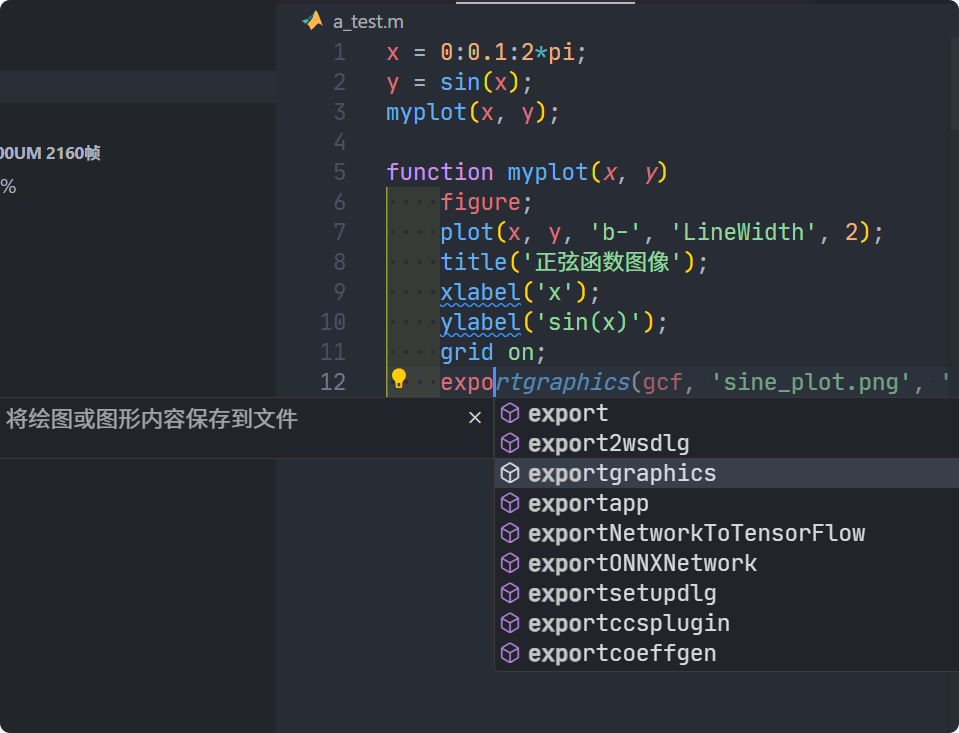 a_test.m
1 x = 0:0.1:2*pi;
2 y = sin(x);
3 myplot(x, y);
4
5 function myplot(x, y)
6 figure;
7 plot(x, y, 'b-', 'LineWidth', 2);
8 title('正弦函数图像');
9 xlabel('x');
10 ylabel('sin(x)');
11 grid on;
12 exportgraphics(gcf, 'sine_plot.png', '
00UM 2160帧
%
将绘图或图形内容保存到文件
export
export2wsdlg
exportgraphics
exportapp
exportNetworkToTensorFlow
exportONNXNetwork
exportsetupdlg
exportccsplugin
exportcoeffgen